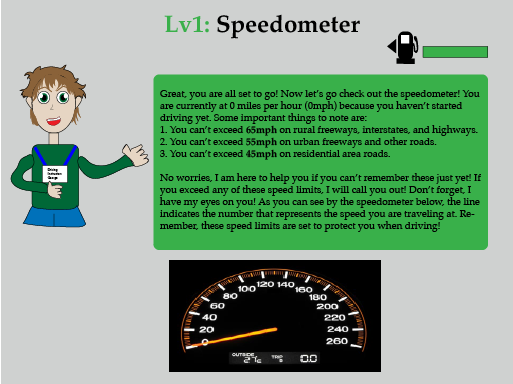 Lv1: Speedometer
Great, you are all set to go! Now let's go check out the speedometer! You
are currently at 0 miles per hour (0mph) because you haven't started
driving yet. Some important things to note are:
1. You can't exceed 65mph on rural freeways, interstates, and highways.
2. You can't exceed 55mph on urban freeways and other roads.
3. You can't exceed 45mph on residential area roads.
No worries, I am here to help you if you can't remember these just yet! If
you exceed any of these speed limits, I will call you out! Don't forget, I
have my eyes on you! As you can see by the speedometer below, the line
indicates the number that represents the speed you are traveling at. Re-
member, these speed limits are set to protect you when driving!
Driving
0 20 40 60 80 100 120 140 160 180 200 220 240 260
OUTSIDE
TRIP
0.0